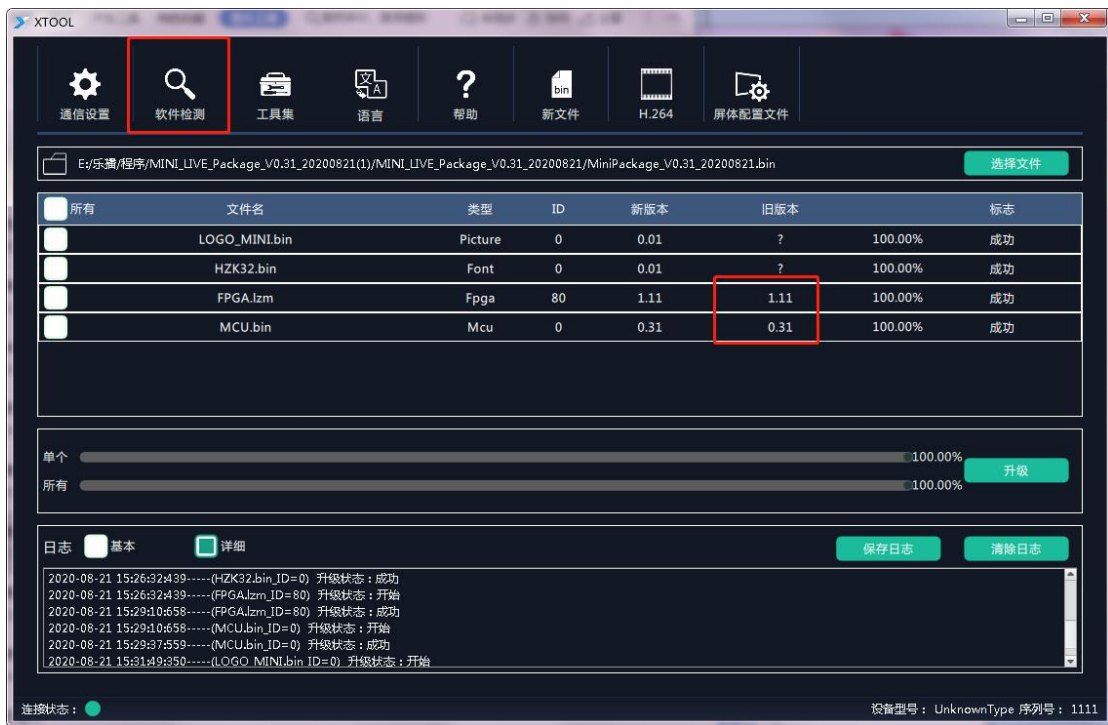 XTOOL
通信设置 软件检测 工具集 语言 帮助 新文件 H.264 屏体配置文件
bin
E:/乐播/程序/MINI_LIVE_Package_V0.31_20200821(1)/MINI_LIVE_Package_V0.31_20200821/MiniPackage_V0.31_20200821.bin 选择文件
所有 文件名 类型 ID 新版本 旧版本 标志
LOGO_MINI.bin Picture 0 0.01 ? 100.00% 成功
HZK32.bin Font 0 0.01 ? 100.00% 成功
FPGA.lzm Fpga 80 1.11 1.11 100.00% 成功
MCU.bin Mcu 0 0.31 0.31 100.00% 成功
单个 100.00%
升级
所有 100.00%
日志 基本 详细 保存日志 清除日志
2020-08-21 15:26:32:439-----(HZK32.bin_ID=0) 升级状态：成功
2020-08-21 15:26:32:439-----(FPGA.lzm_ID=80) 升级状态：开始
2020-08-21 15:29:10:658-----(FPGA.lzm_ID=80) 升级状态：成功
2020-08-21 15:29:10:658-----(MCU.bin_ID=0) 升级状态：开始
2020-08-21 15:29:37:559-----(MCU.bin_ID=0) 升级状态：成功
2020-08-21 15:31:49:350-----(LOGO_MINI.bin_ID=0) 升级状态：开始
连接状态： 设备型号： UnknownType 序列号： 1111